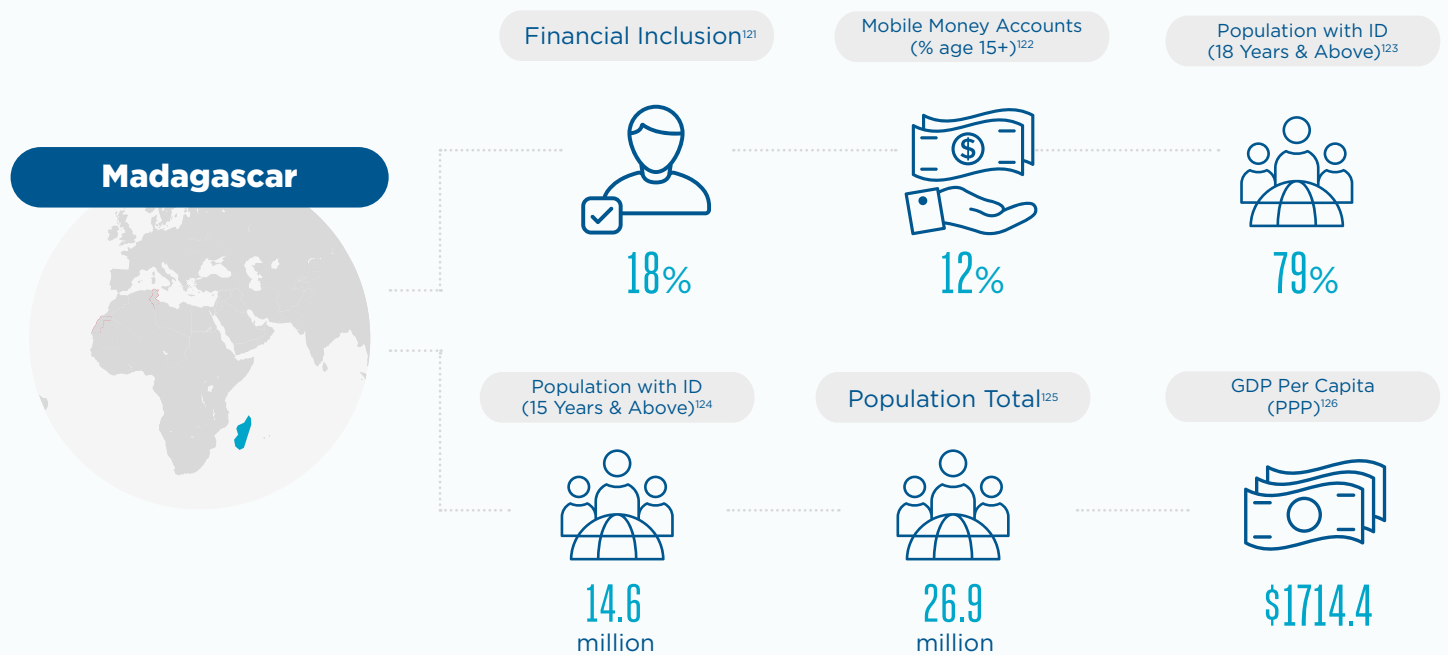 Madagascar
Financial Inclusion121
Mobile Money Accounts
(% age 15+)122
Population with ID
(18 Years & Above)123
$
18%
12%
79%
Population with ID
(15 Years & Above)124
Population Total125
GDP Per Capita
(PPP)126
14.6
million
26.9
million
$1714.4